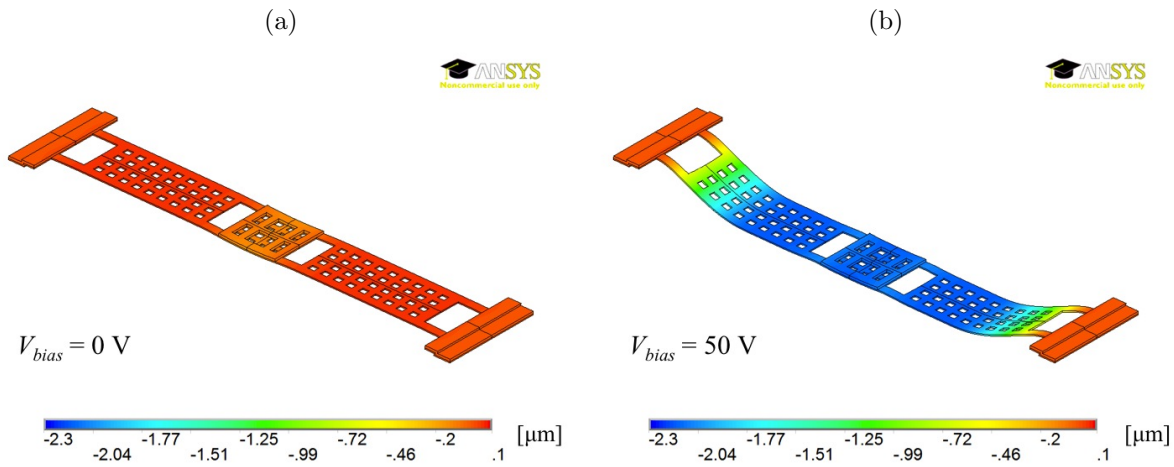 (a)
(b)
ANSYS
Noncommercial use only
ANSYS
Noncommercial use only
V_bias = 0 V
V_bias = 50 V
-2.3 -1.77 -1.25 -.72 -.2 [μm]
-2.04 -1.51 -.99 -.46 .1
-2.3 -1.77 -1.25 -.72 -.2 [μm]
-2.04 -1.51 -.99 -.46 .1